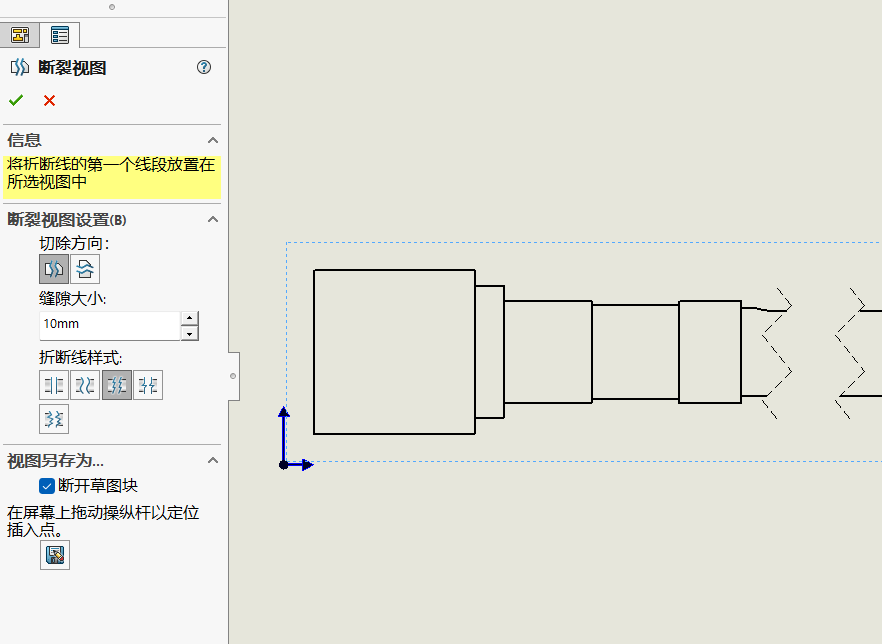 断裂视图
信息
将折断线的第一个线段放置在
所选视图中
断裂视图设置(B)
切除方向:
缝隙大小:
10mm
折断线样式:
视图另存为...
断开草图块
在屏幕上拖动操纵杆以定位
插入点。